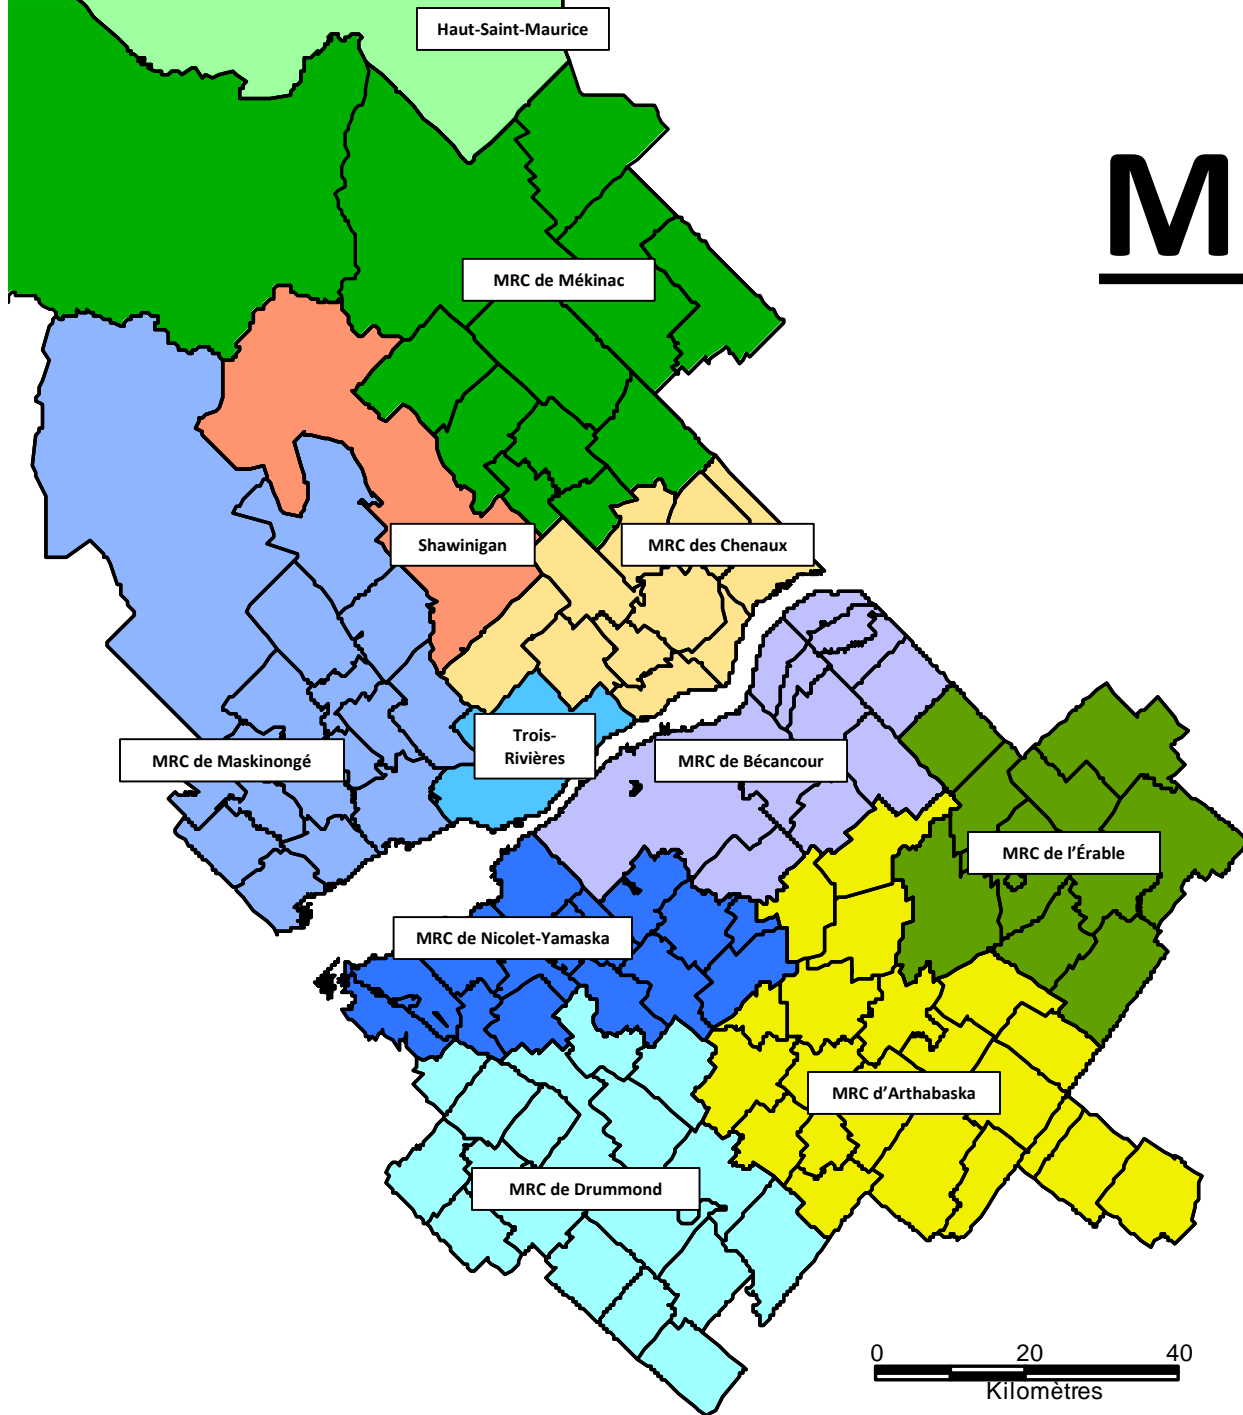 Haut-Saint-Maurice
M
MRC de Mékinac
Shawinigan
MRC des Chenaux
Trois-
Rivières
MRC de Maskinongé
MRC de Bécancour
MRC de l’Érable
MRC de Nicolet-Yamaska
MRC d’Arthabaska
MRC de Drummond
0 20 40
Kilomètres